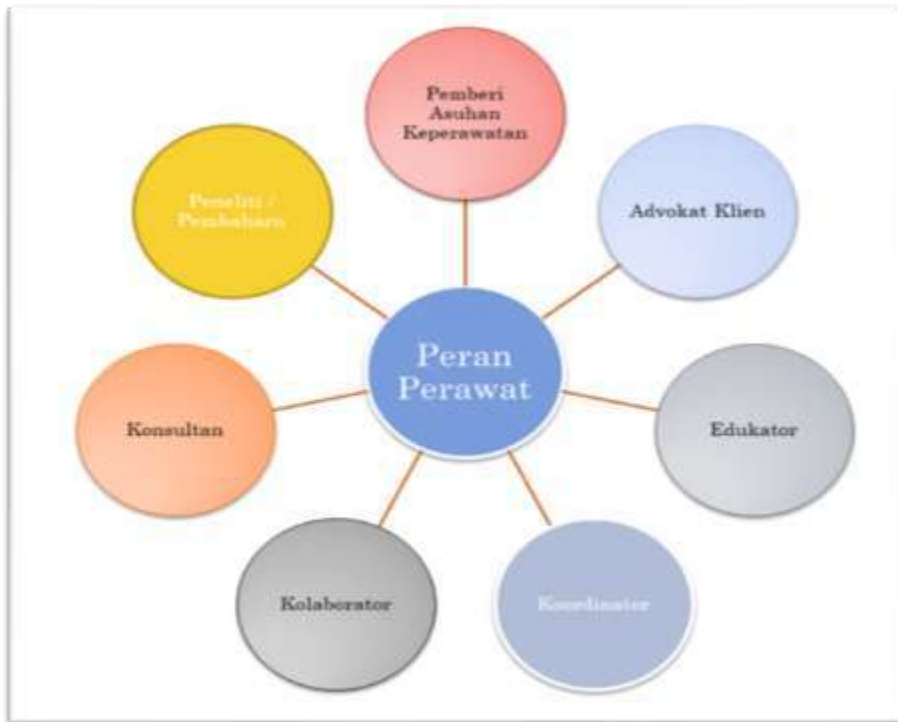 Pemberi
Asuhan
Keperawatan
Advokat Klien
Edukator
Koordinator
Kolaborator
Konsultan
Peneliti /
Pembaharu
Peran
Perawat